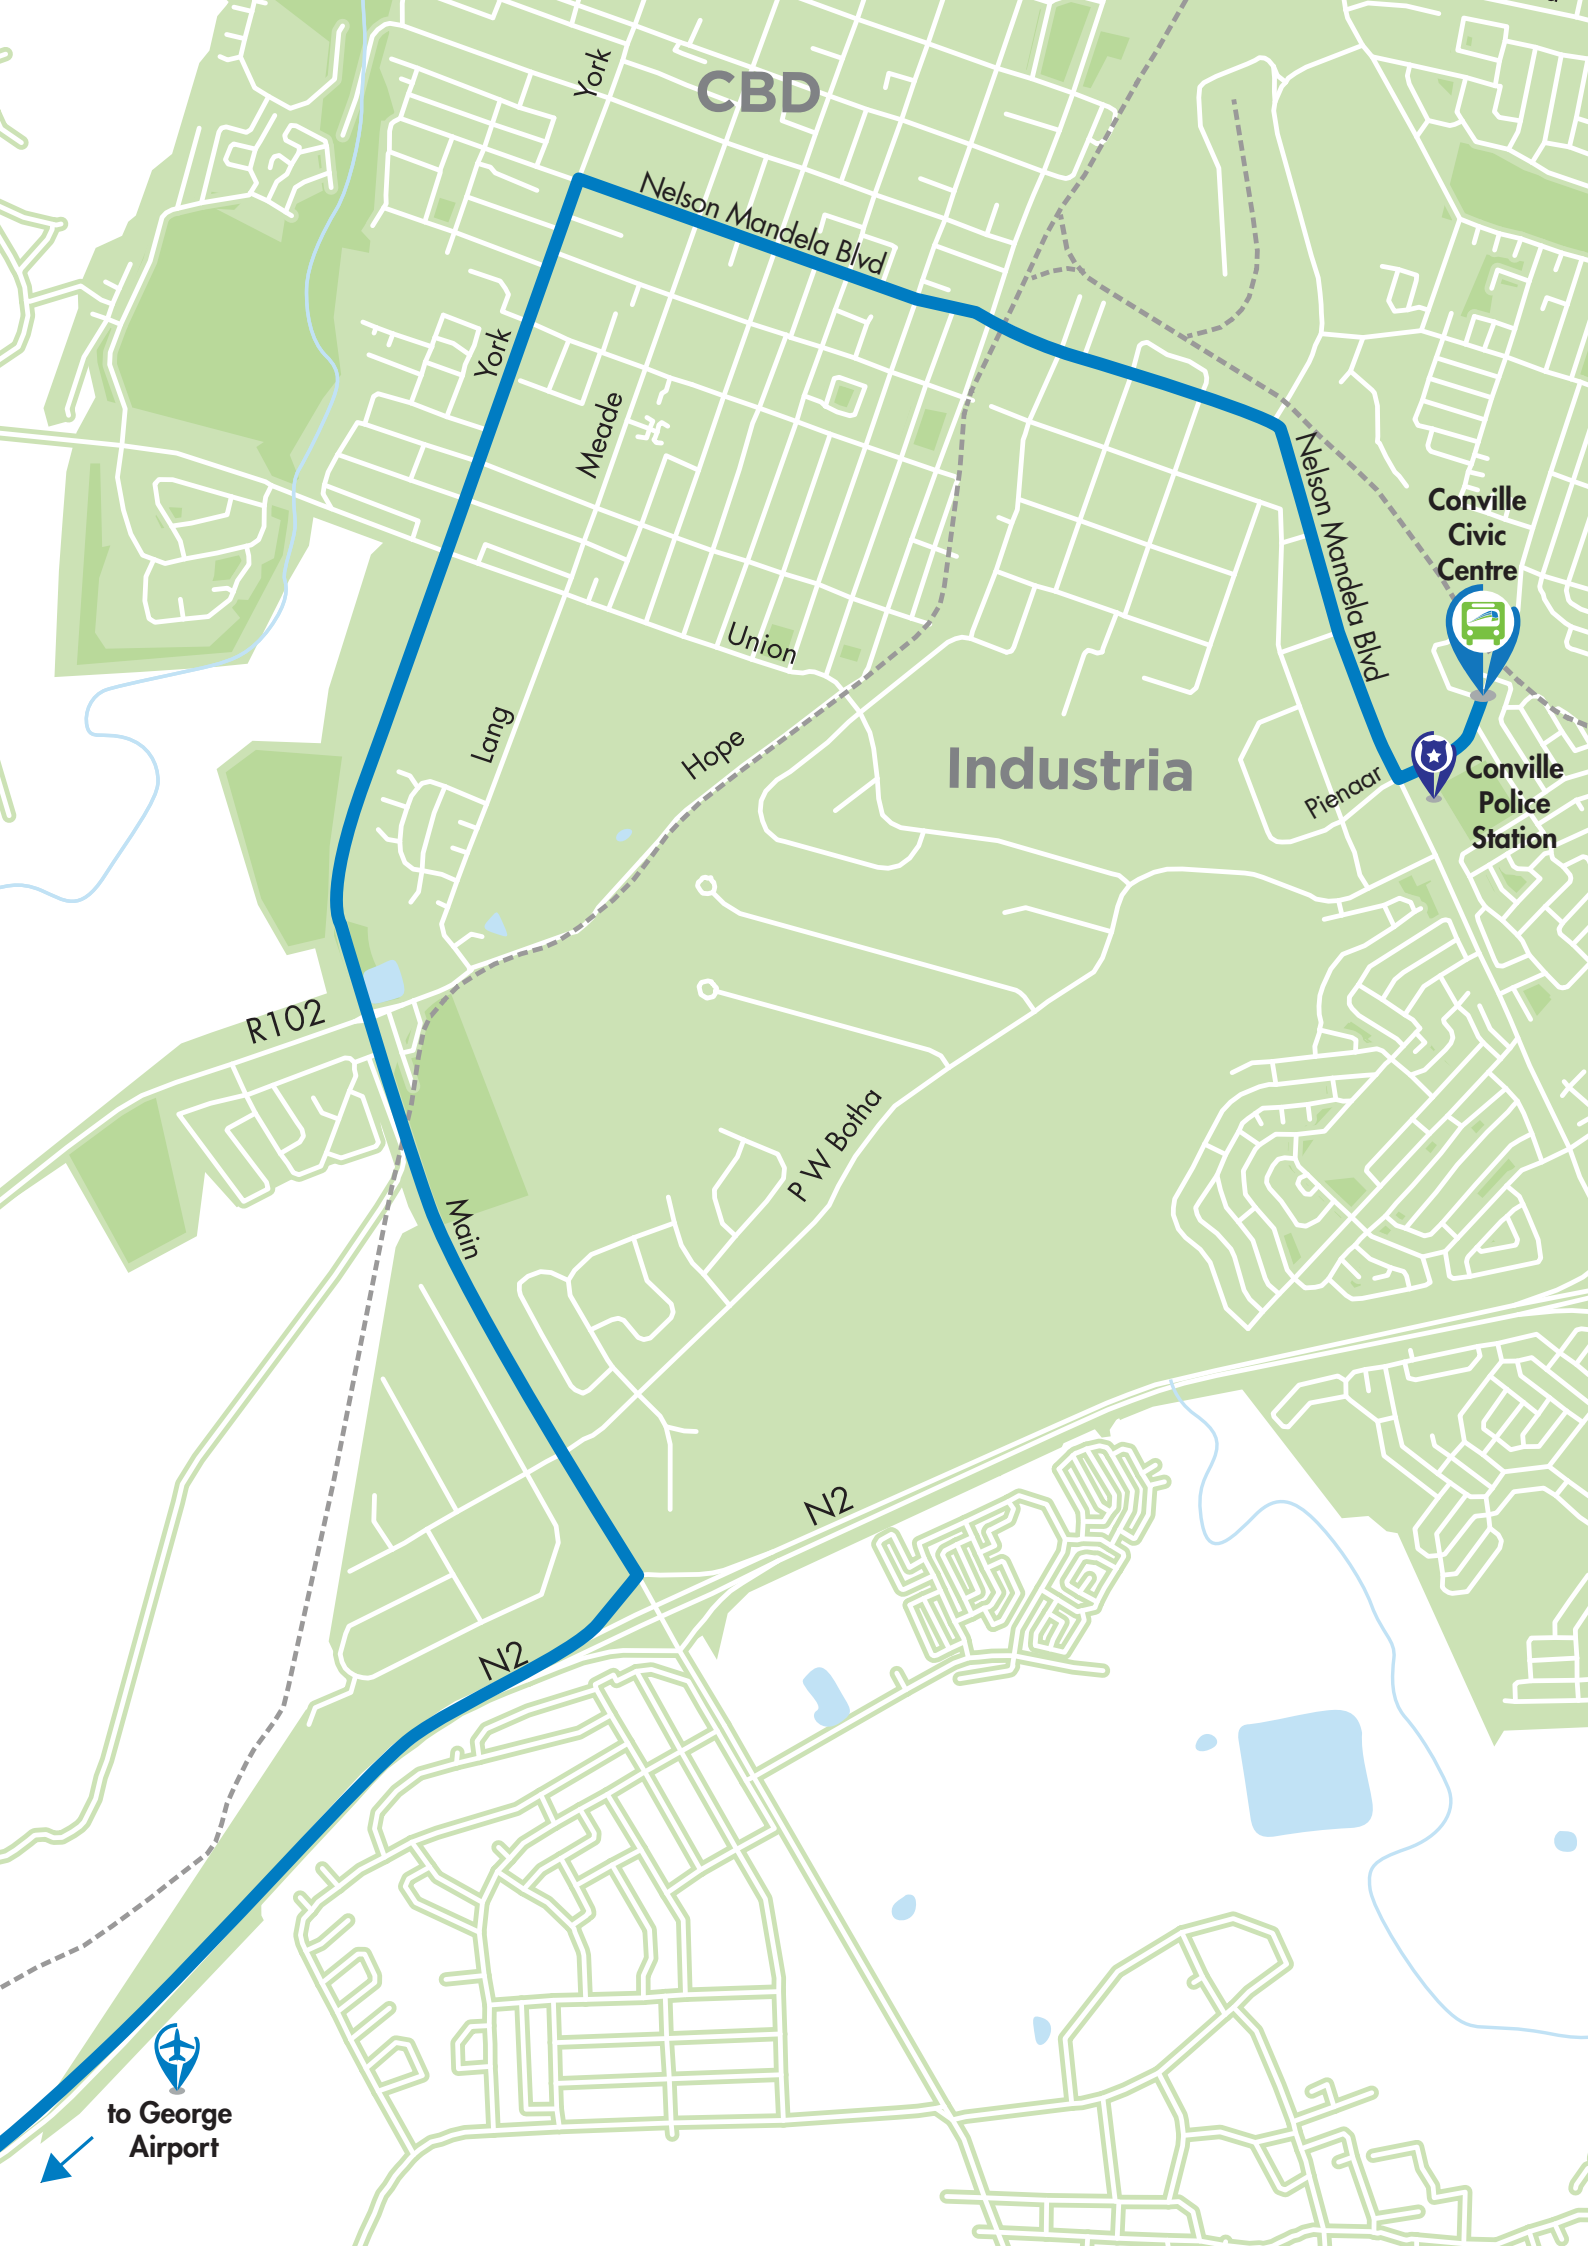 York
CBD
Nelson Mandela Blvd
York
Meade
Nelson Mandela Blvd
Conville
Civic
Centre
Union
Lang
Hope
Industria
Pienaar
Conville
Police
Station
R102
P W Botha
Main
N2
N2
to George
Airport